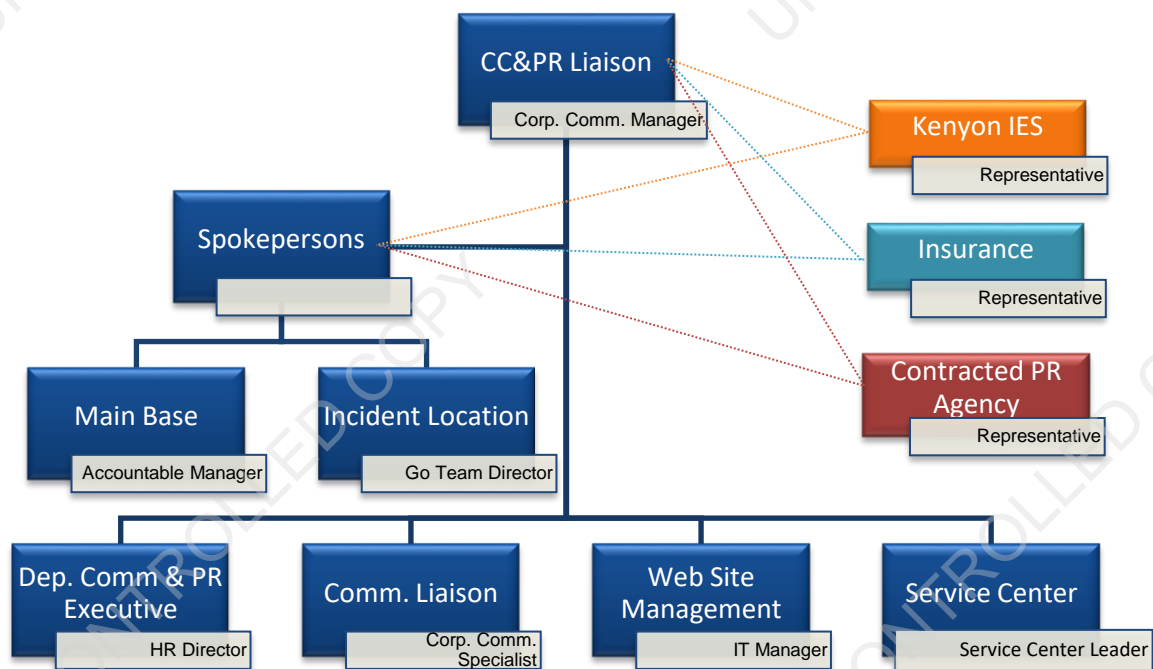 CC&PR Liaison
Corp. Comm. Manager
Kenyon IES
Representative
Spokepersons
Insurance
Representative
Contracted PR
Agency
Representative
Main Base
Accountable Manager
Incident Location
Go Team Director
Dep. Comm & PR
Executive
HR Director
Comm. Liaison
Corp. Comm.
Specialist
Web Site
Management
IT Manager
Service Center
Service Center Leader
UNCONTROLLED COPY